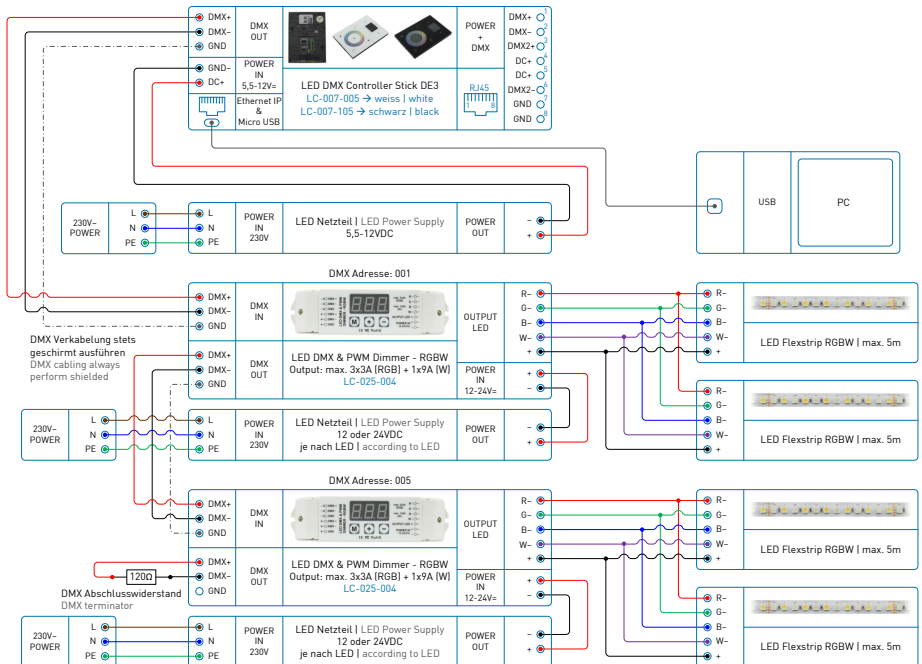 DMX+
DMX-
GND
DMX OUT
GND-
DC+
POWER IN 5,5-12V=
Ethernet IP & Micro USB
LED DMX Controller Stick DE3
LC-007-005 → weiss | white
LC-007-105 → schwarz | black
POWER + DMX
RJ45
1 8
DMX+ 1
DMX- 2
DMX2+ 3
DC+ 4
DC+ 5
DMX2- 6
GND 7
GND 8
USB
PC
230V~ POWER
L
N
PE
L
N
PE
POWER IN 230V
LED Netzteil | LED Power Supply
5,5-12VDC
POWER OUT
-
+
DMX Adresse: 001
DMX+
DMX-
GND
DMX IN
DMX+
DMX-
GND
DMX OUT
LED DMX & PWM Dimmer - RGBW
Output: max. 3x3A (RGB) + 1x9A (W)
LC-025-004
OUTPUT LED
R-
G-
B-
W-
+
POWER IN 12-24V=
+
-
R-
G-
B-
W-
+
LED Flexstrip RGBW | max. 5m
R-
G-
B-
W-
+
LED Flexstrip RGBW | max. 5m
DMX Verkabelung stets
geschirmt ausführen
DMX cabling always
perform shielded
230V~ POWER
L
N
PE
L
N
PE
POWER IN 230V
LED Netzteil | LED Power Supply
12 oder 24VDC
je nach LED | according to LED
POWER OUT
-
+
DMX Adresse: 005
DMX+
DMX-
GND
DMX IN
DMX+
DMX-
GND
DMX OUT
LED DMX & PWM Dimmer - RGBW
Output: max. 3x3A (RGB) + 1x9A (W)
LC-025-004
OUTPUT LED
R-
G-
B-
W-
+
POWER IN 12-24V=
+
-
R-
G-
B-
W-
+
LED Flexstrip RGBW | max. 5m
R-
G-
B-
W-
+
LED Flexstrip RGBW | max. 5m
120Ω
DMX Abschlusswiderstand
DMX terminator
230V~ POWER
L
N
PE
L
N
PE
POWER IN 230V
LED Netzteil | LED Power Supply
12 oder 24VDC
je nach LED | according to LED
POWER OUT
-
+